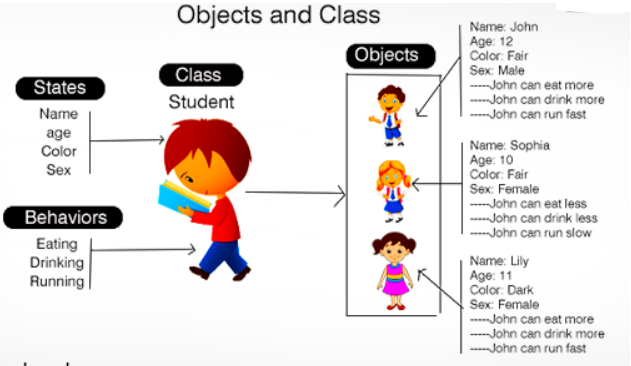 Objects and Class
States
Name
age
Color
Sex
Behaviors
Eating
Drinking
Running
Class
Student
Objects
Name: John
Age: 12
Color: Fair
Sex: Male
-----John can eat more
-----John can drink more
-----John can run fast
Name: Sophia
Age: 10
Color: Fair
Sex: Female
-----John can eat less
-----John can drink less
-----John can run slow
Name: Lily
Age: 11
Color: Dark
Sex: Female
-----John can eat more
-----John can drink more
-----John can run fast